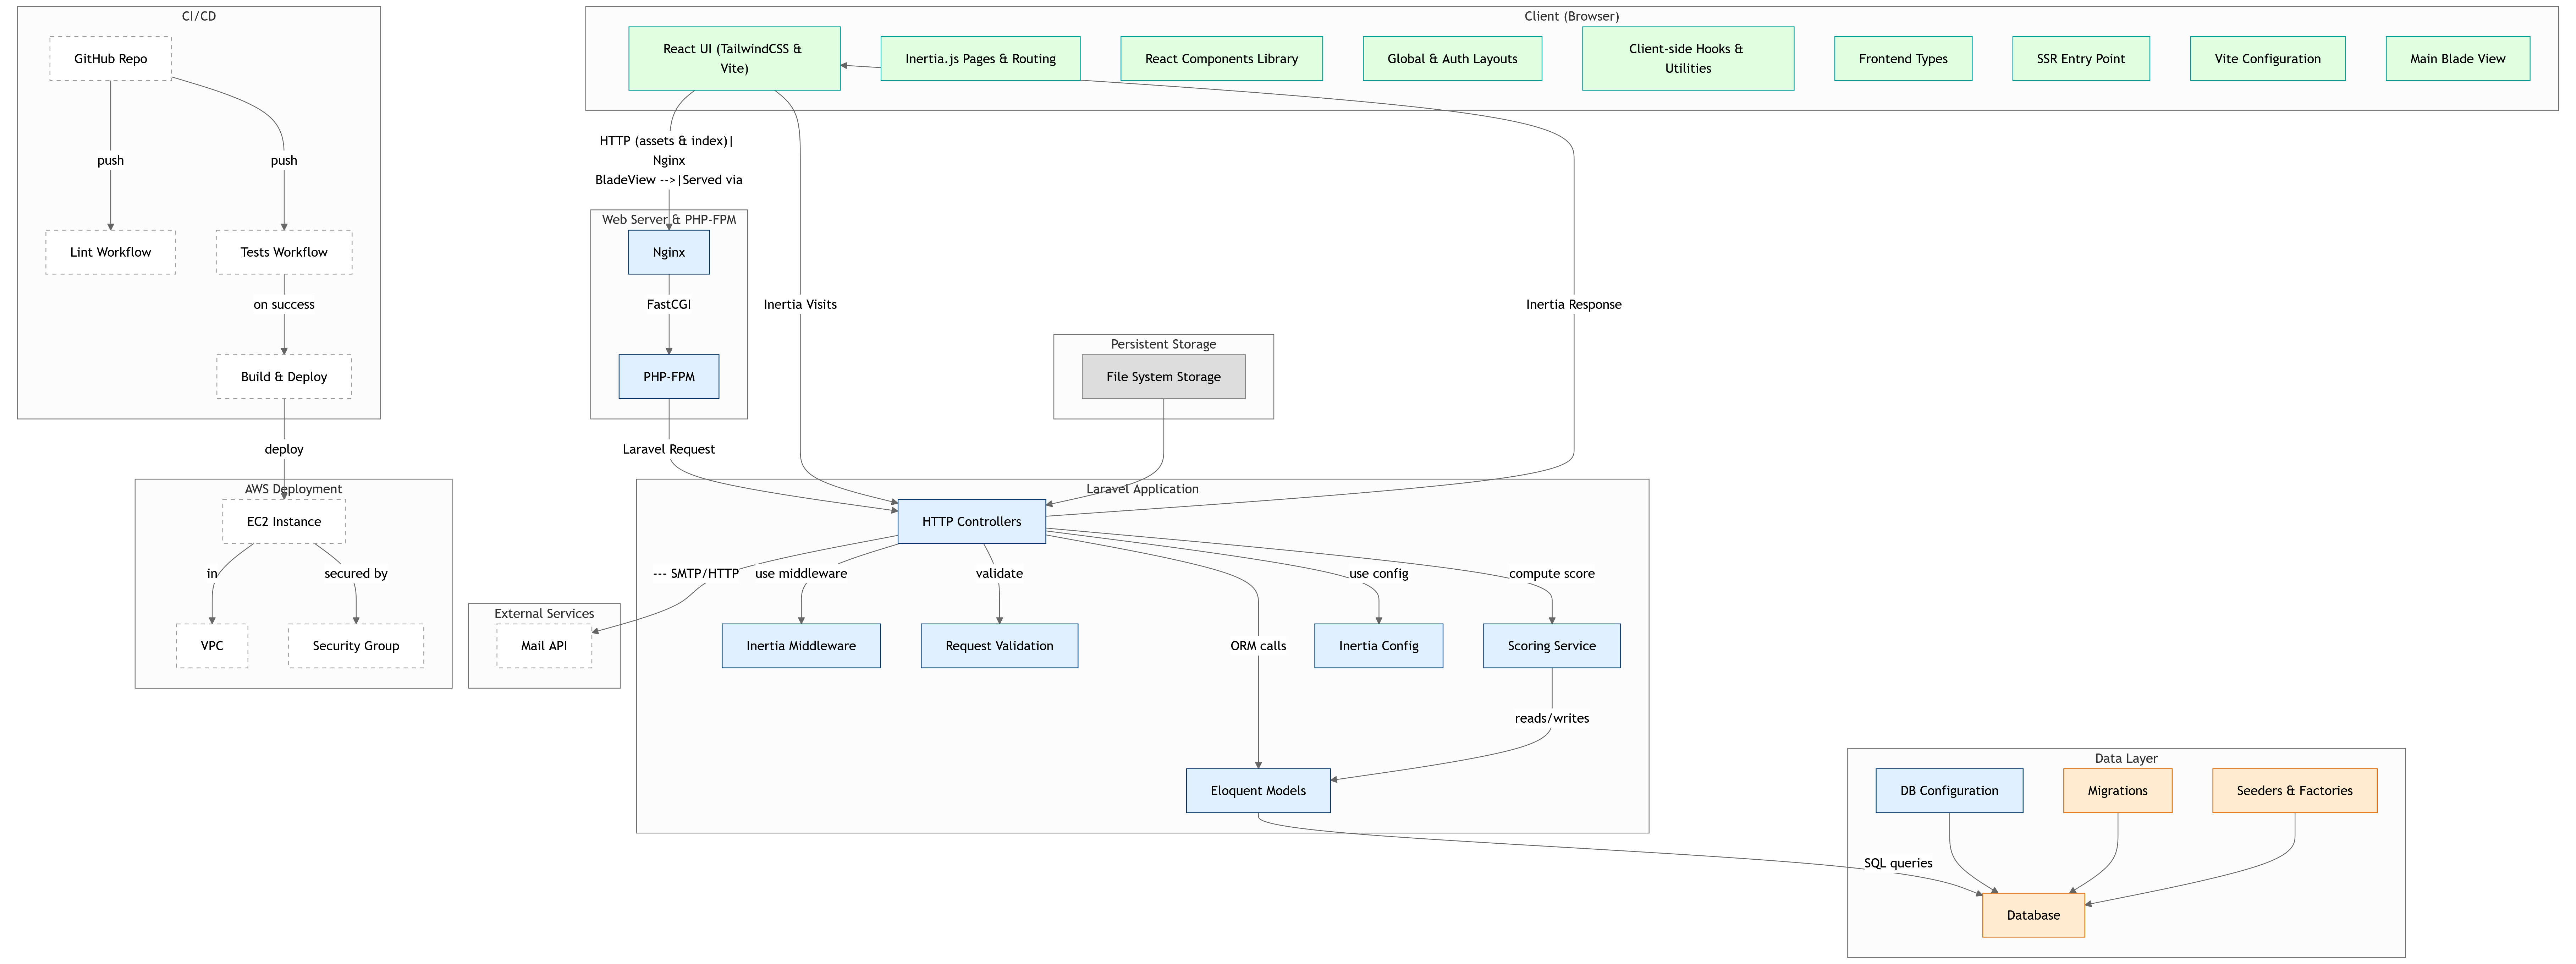 CI/CD
GitHub Repo
push
push
Lint Workflow
Tests Workflow
on success
Build & Deploy
deploy
AWS Deployment
EC2 Instance
in
secured by
VPC
Security Group
Client (Browser)
React UI (TailwindCSS &
Vite)
Inertia.js Pages & Routing
React Components Library
Global & Auth Layouts
Client-side Hooks &
Utilities
Frontend Types
SSR Entry Point
Vite Configuration
Main Blade View
HTTP (assets & index)|
Nginx
BladeView -->|Served via
Web Server & PHP-FPM
Nginx
FastCGI
PHP-FPM
Laravel Request
Inertia Visits
Inertia Response
Persistent Storage
File System Storage
Laravel Application
HTTP Controllers
--- SMTP/HTTP
use middleware
validate
use config
compute score
External Services
Mail API
Inertia Middleware
Request Validation
ORM calls
Inertia Config
Scoring Service
reads/writes
Eloquent Models
SQL queries
Data Layer
DB Configuration
Migrations
Seeders & Factories
Database